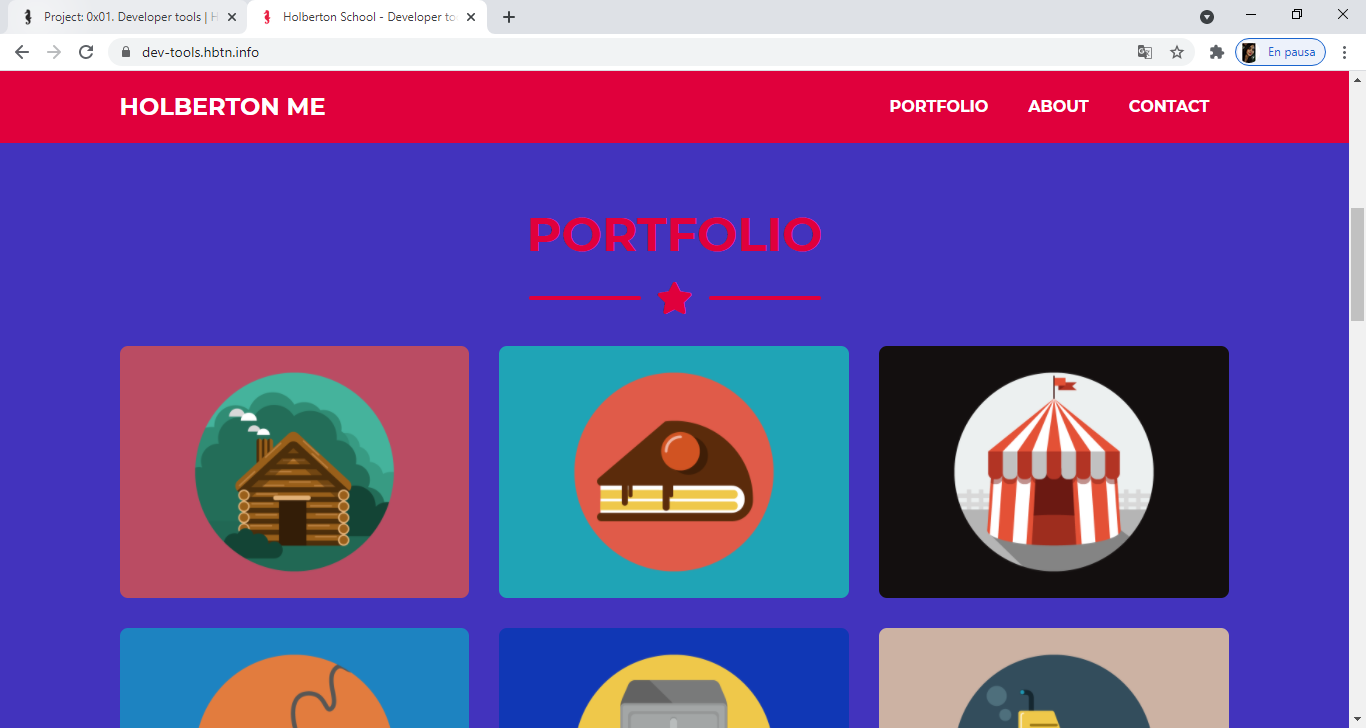 Project: 0x01. Developer tools | H
Holberton School - Developer to
dev-tools.hbtn.info
En pausa
HOLBERTON ME
PORTFOLIO
ABOUT
CONTACT
PORTFOLIO